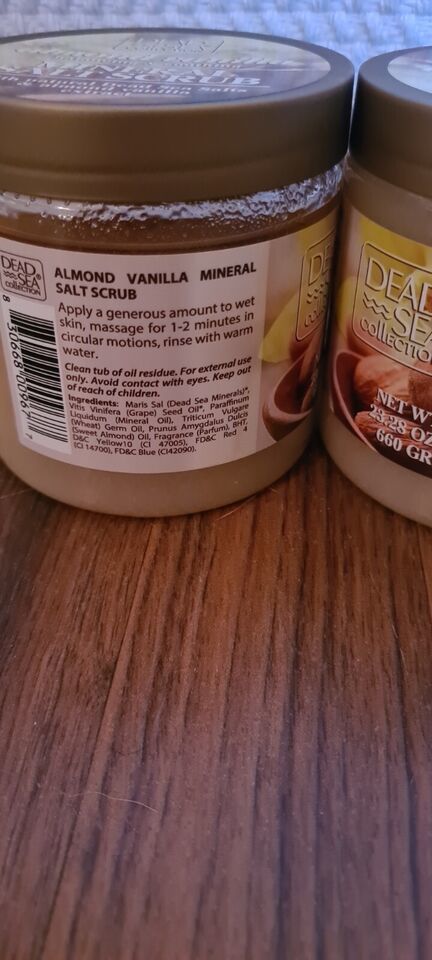 SALT SCRUB
DEAD
SEA
COLLECTION
ALMOND VANILLA MINERAL
SALT SCRUB
Apply a generous amount to wet
skin, massage for 1-2 minutes in
circular motions, rinse with warm
water.
Clean tub of oil residue. For external use
only. Avoid contact with eyes. Keep out
of reach of children.
Ingredients: Maris Sal (Dead Sea Minerals)*,
Vitis Vinifera (Grape) Seed Oil*, Paraffinum
Liquidum (Mineral Oil), Triticum Vulgare
(Wheat) Germ Oil, Prunus Amygdalus Dulcis
(Sweet Almond) Oil, Fragrance (Parfum), BHT,
D&C Yellow10 (CI 47005), FD&C Red 4
(CI 14700), FD&C Blue (CI42090).
DEAD
SEA
COLLECTION
NET W
23.28 OZ
660 GR